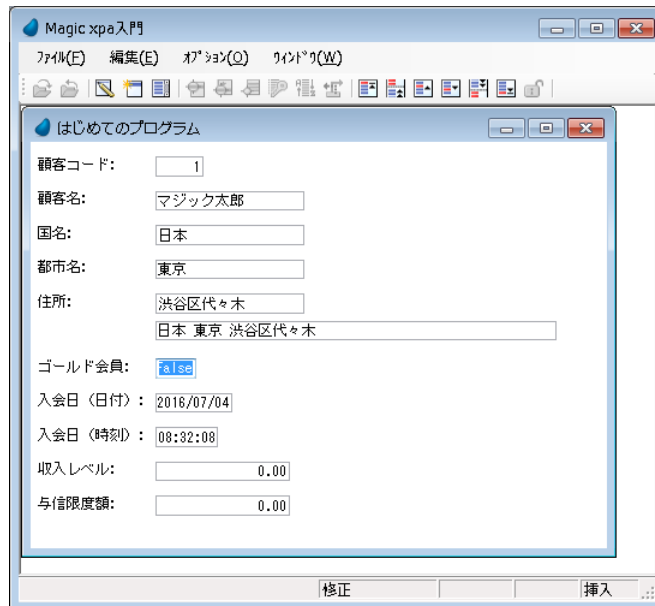 Magic xpa入門
ﾌｧｲﾙ(F) 編集(E) ｵﾌﾟｼｮﾝ(O) ｳｨﾝﾄﾞｳ(W)
はじめてのプログラム
顧客コード: 1
顧客名: マジック太郎
国名: 日本
都市名: 東京
住所: 渋谷区代々木
日本 東京 渋谷区代々木
ゴールド会員: False
入会日（日付）: 2016/07/04
入会日（時刻）: 08:32:08
収入レベル: 0.00
与信限度額: 0.00
修正 挿入